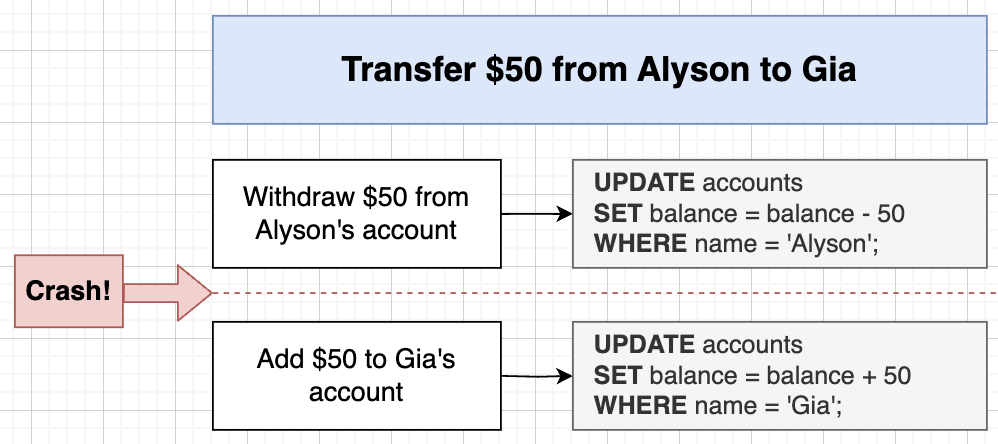 Transfer $50 from Alyson to Gia
Withdraw $50 from
Alyson's account
UPDATE accounts
SET balance = balance - 50
WHERE name = 'Alyson';
Crash!
Add $50 to Gia's
account
UPDATE accounts
SET balance = balance + 50
WHERE name = 'Gia';